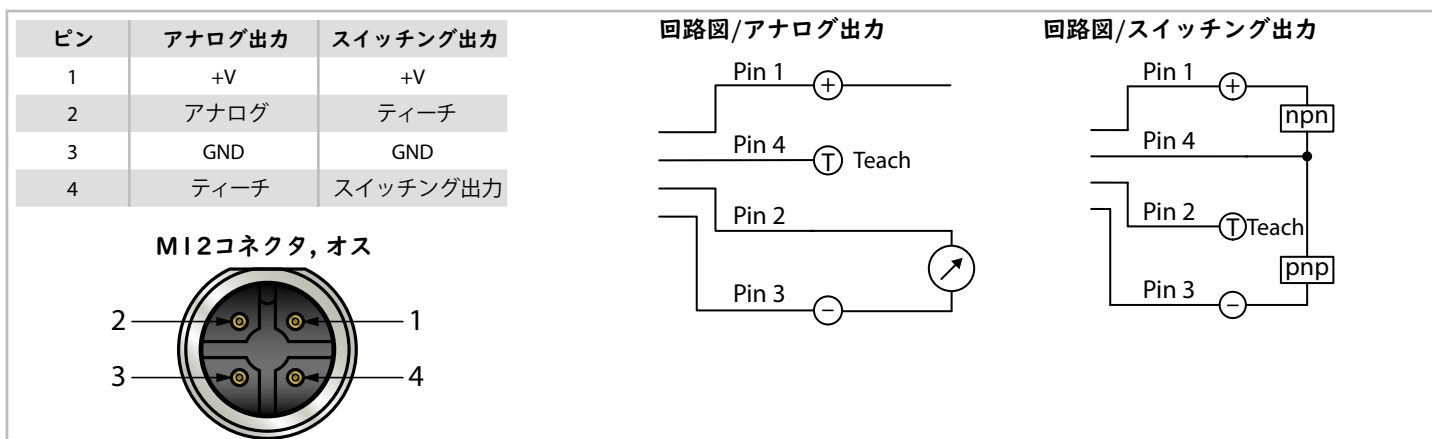 ピン アナログ出力 スイッチング出力
1 +V +V
2 アナログ ティーチ
3 GND GND
4 ティーチ スイッチング出力
M12コネクタ, オス
2 1
3 4
回路図/アナログ出力
Pin 1
+
Pin 4
T Teach
Pin 2
Pin 3
−
回路図/スイッチング出力
Pin 1
+
npn
Pin 4
Pin 2
T Teach
pnp
Pin 3
−